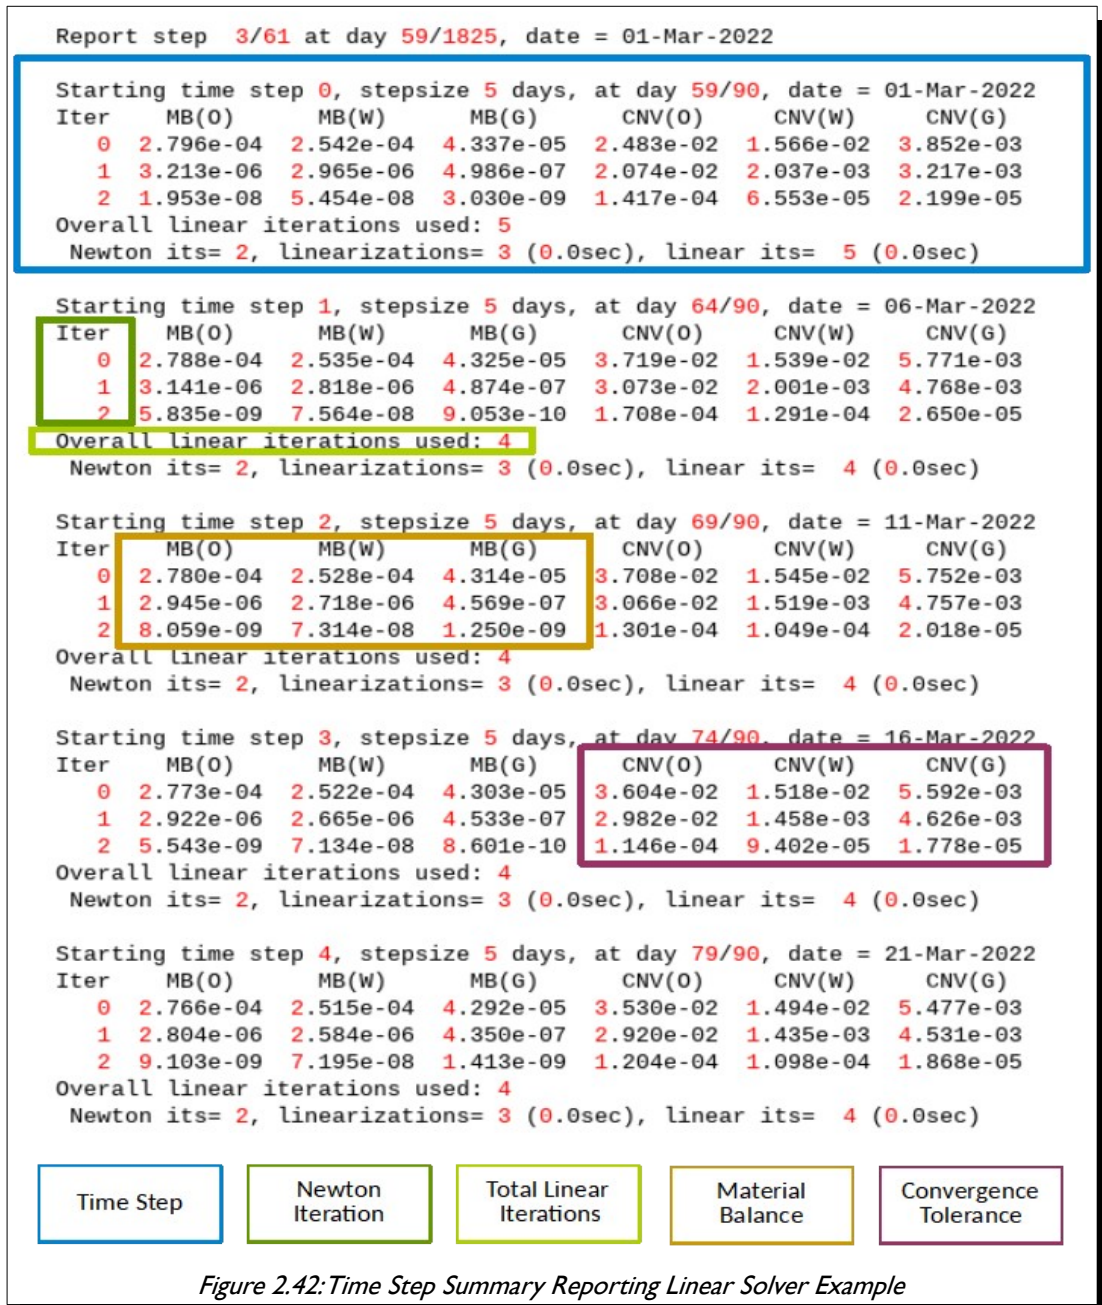 Report step  3/61 at day 59/1825, date = 01-Mar-2022
Starting time step 0, stepsize 5 days, at day 59/90, date = 01-Mar-2022
Iter    MB(O)      MB(W)      MB(G)      CNV(O)     CNV(W)     CNV(G)
0  2.796e-04  2.542e-04  4.337e-05  2.483e-02  1.566e-02  3.852e-03
1  3.213e-06  2.965e-06  4.986e-07  2.074e-02  2.037e-03  3.217e-03
2  1.953e-08  5.454e-08  3.030e-09  1.417e-04  6.553e-05  2.199e-05
Overall linear iterations used: 5
Newton its= 2, linearizations= 3 (0.0sec), linear its=  5 (0.0sec)
Starting time step 1, stepsize 5 days, at day 64/90, date = 06-Mar-2022
Iter    MB(O)      MB(W)      MB(G)      CNV(O)     CNV(W)     CNV(G)
0  2.788e-04  2.535e-04  4.325e-05  3.719e-02  1.539e-02  5.771e-03
1  3.141e-06  2.818e-06  4.874e-07  3.073e-02  2.001e-03  4.768e-03
2  5.835e-09  7.564e-08  9.053e-10  1.708e-04  1.291e-04  2.650e-05
Overall linear iterations used: 4
Newton its= 2, linearizations= 3 (0.0sec), linear its=  4 (0.0sec)
Starting time step 2, stepsize 5 days, at day 69/90, date = 11-Mar-2022
Iter    MB(O)      MB(W)      MB(G)      CNV(O)     CNV(W)     CNV(G)
0  2.780e-04  2.528e-04  4.314e-05  3.708e-02  1.545e-02  5.752e-03
1  2.945e-06  2.718e-06  4.569e-07  3.066e-02  1.519e-03  4.757e-03
2  8.059e-09  7.314e-08  1.250e-09  1.301e-04  1.049e-04  2.018e-05
Overall linear iterations used: 4
Newton its= 2, linearizations= 3 (0.0sec), linear its=  4 (0.0sec)
Starting time step 3, stepsize 5 days, at day 74/90, date = 16-Mar-2022
Iter    MB(O)      MB(W)      MB(G)      CNV(O)     CNV(W)     CNV(G)
0  2.773e-04  2.522e-04  4.303e-05  3.604e-02  1.518e-02  5.592e-03
1  2.922e-06  2.665e-06  4.533e-07  2.982e-02  1.458e-03  4.626e-03
2  5.543e-09  7.134e-08  8.601e-10  1.146e-04  9.402e-05  1.778e-05
Overall linear iterations used: 4
Newton its= 2, linearizations= 3 (0.0sec), linear its=  4 (0.0sec)
Starting time step 4, stepsize 5 days, at day 79/90, date = 21-Mar-2022
Iter    MB(O)      MB(W)      MB(G)      CNV(O)     CNV(W)     CNV(G)
0  2.766e-04  2.515e-04  4.292e-05  3.530e-02  1.494e-02  5.477e-03
1  2.804e-06  2.584e-06  4.350e-07  2.920e-02  1.435e-03  4.531e-03
2  9.103e-09  7.195e-08  1.413e-09  1.204e-04  1.098e-04  1.868e-05
Overall linear iterations used: 4
Newton its= 2, linearizations= 3 (0.0sec), linear its=  4 (0.0sec)
Time Step
Newton
Iteration
Total Linear
Iterations
Material
Balance
Convergence
Tolerance
Figure 2.42: Time Step Summary Reporting Linear Solver Example